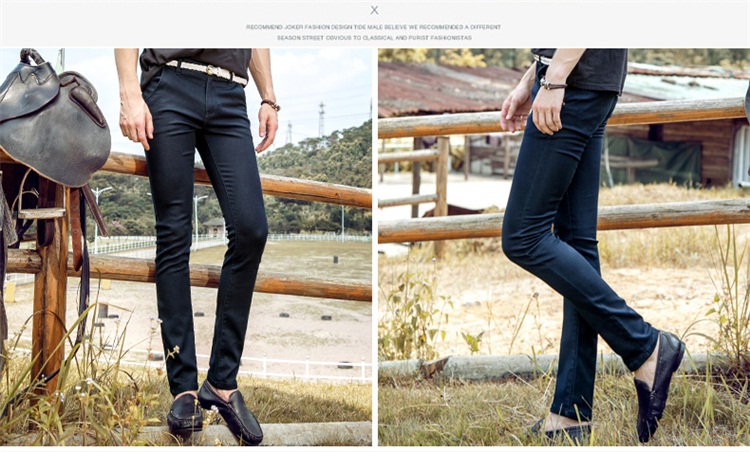 X
RECOMMEND JOKER FASHION DESIGN TIDE MALE BELIEVE WE RECOMMENDED A DIFFERENT
SEASON STREET OBVIOUS TO CLASSICAL AND PURIST FASHIONISTAS